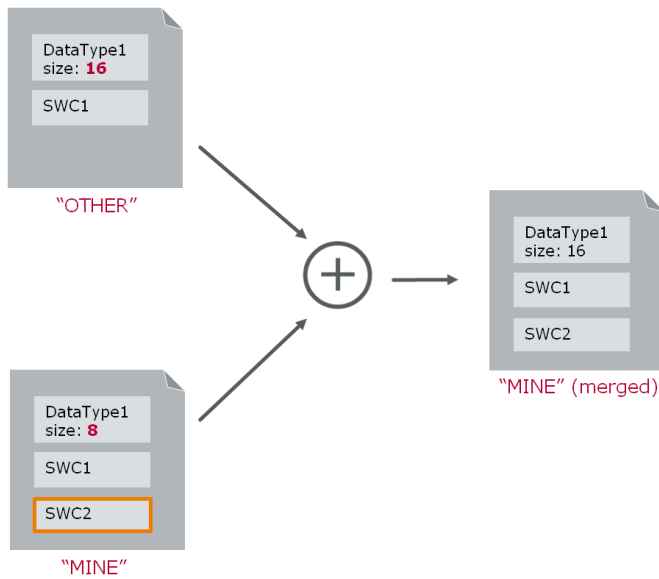 DataType1
size: 16
SWC1
“OTHER”
DataType1
size: 16
SWC1
SWC2
“MINE” (merged)
DataType1
size: 8
SWC1
SWC2
“MINE”